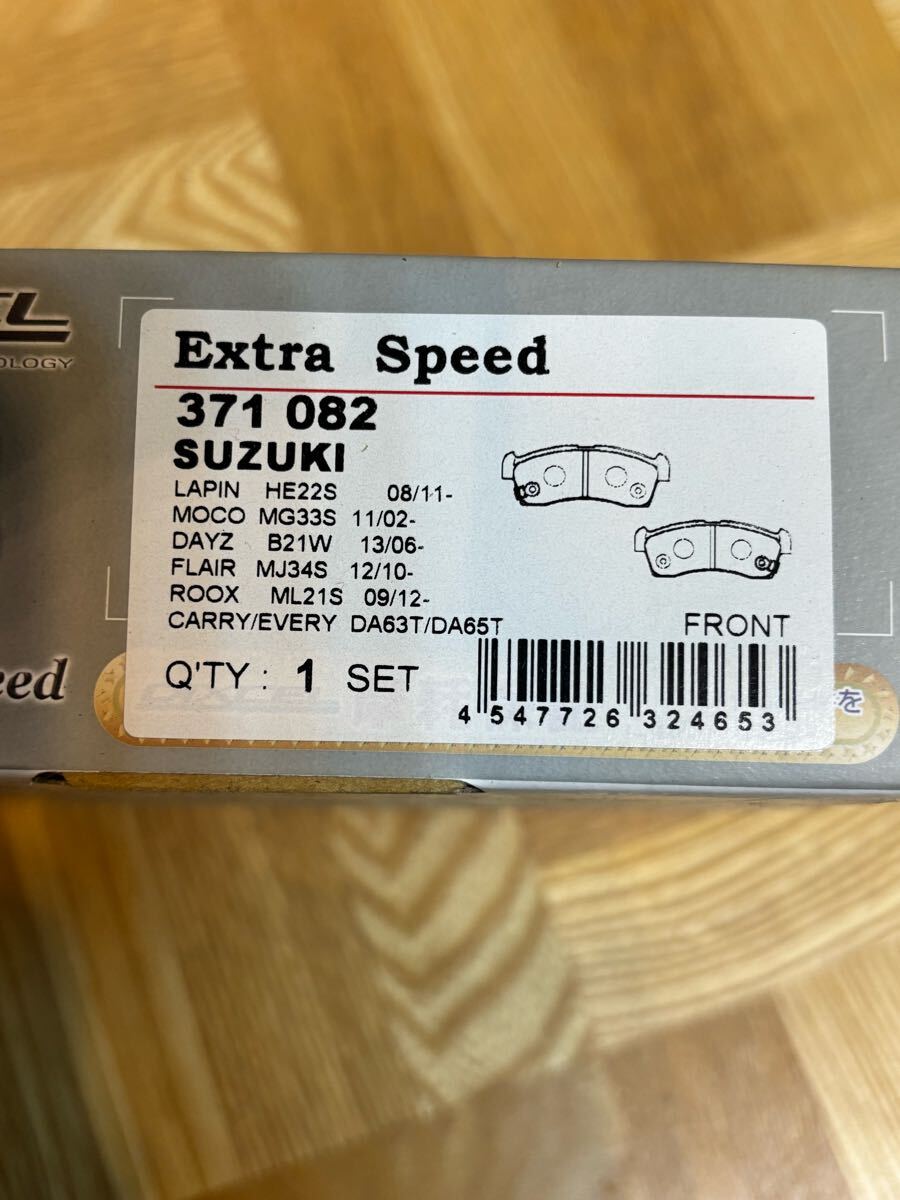 Extra Speed
371 082
SUZUKI
LAPIN HE22S 08/11-
MOCO MG33S 11/02-
DAYZ B21W 13/06-
FLAIR MJ34S 12/10-
ROOX ML21S 09/12-
CARRY/EVERY DA63T/DA65T
FRONT
Q'TY : 1 SET
4 547726 324653
を